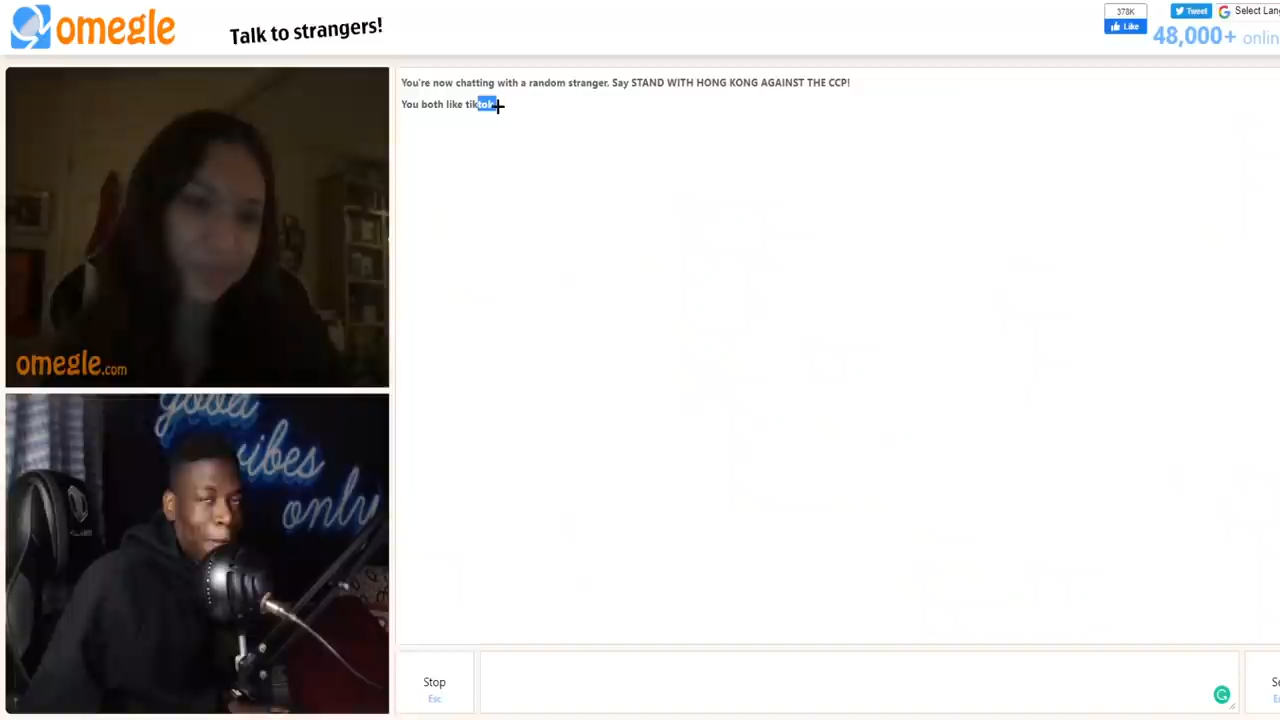 omegle
Talk to strangers!
378K
Like
Tweet
Select Lan
48,000+ onlin
You're now chatting with a random stranger. Say STAND WITH HONG KONG AGAINST THE CCP!
You both like tiktok
omegle.com
good
vibes
only
Stop
Esc